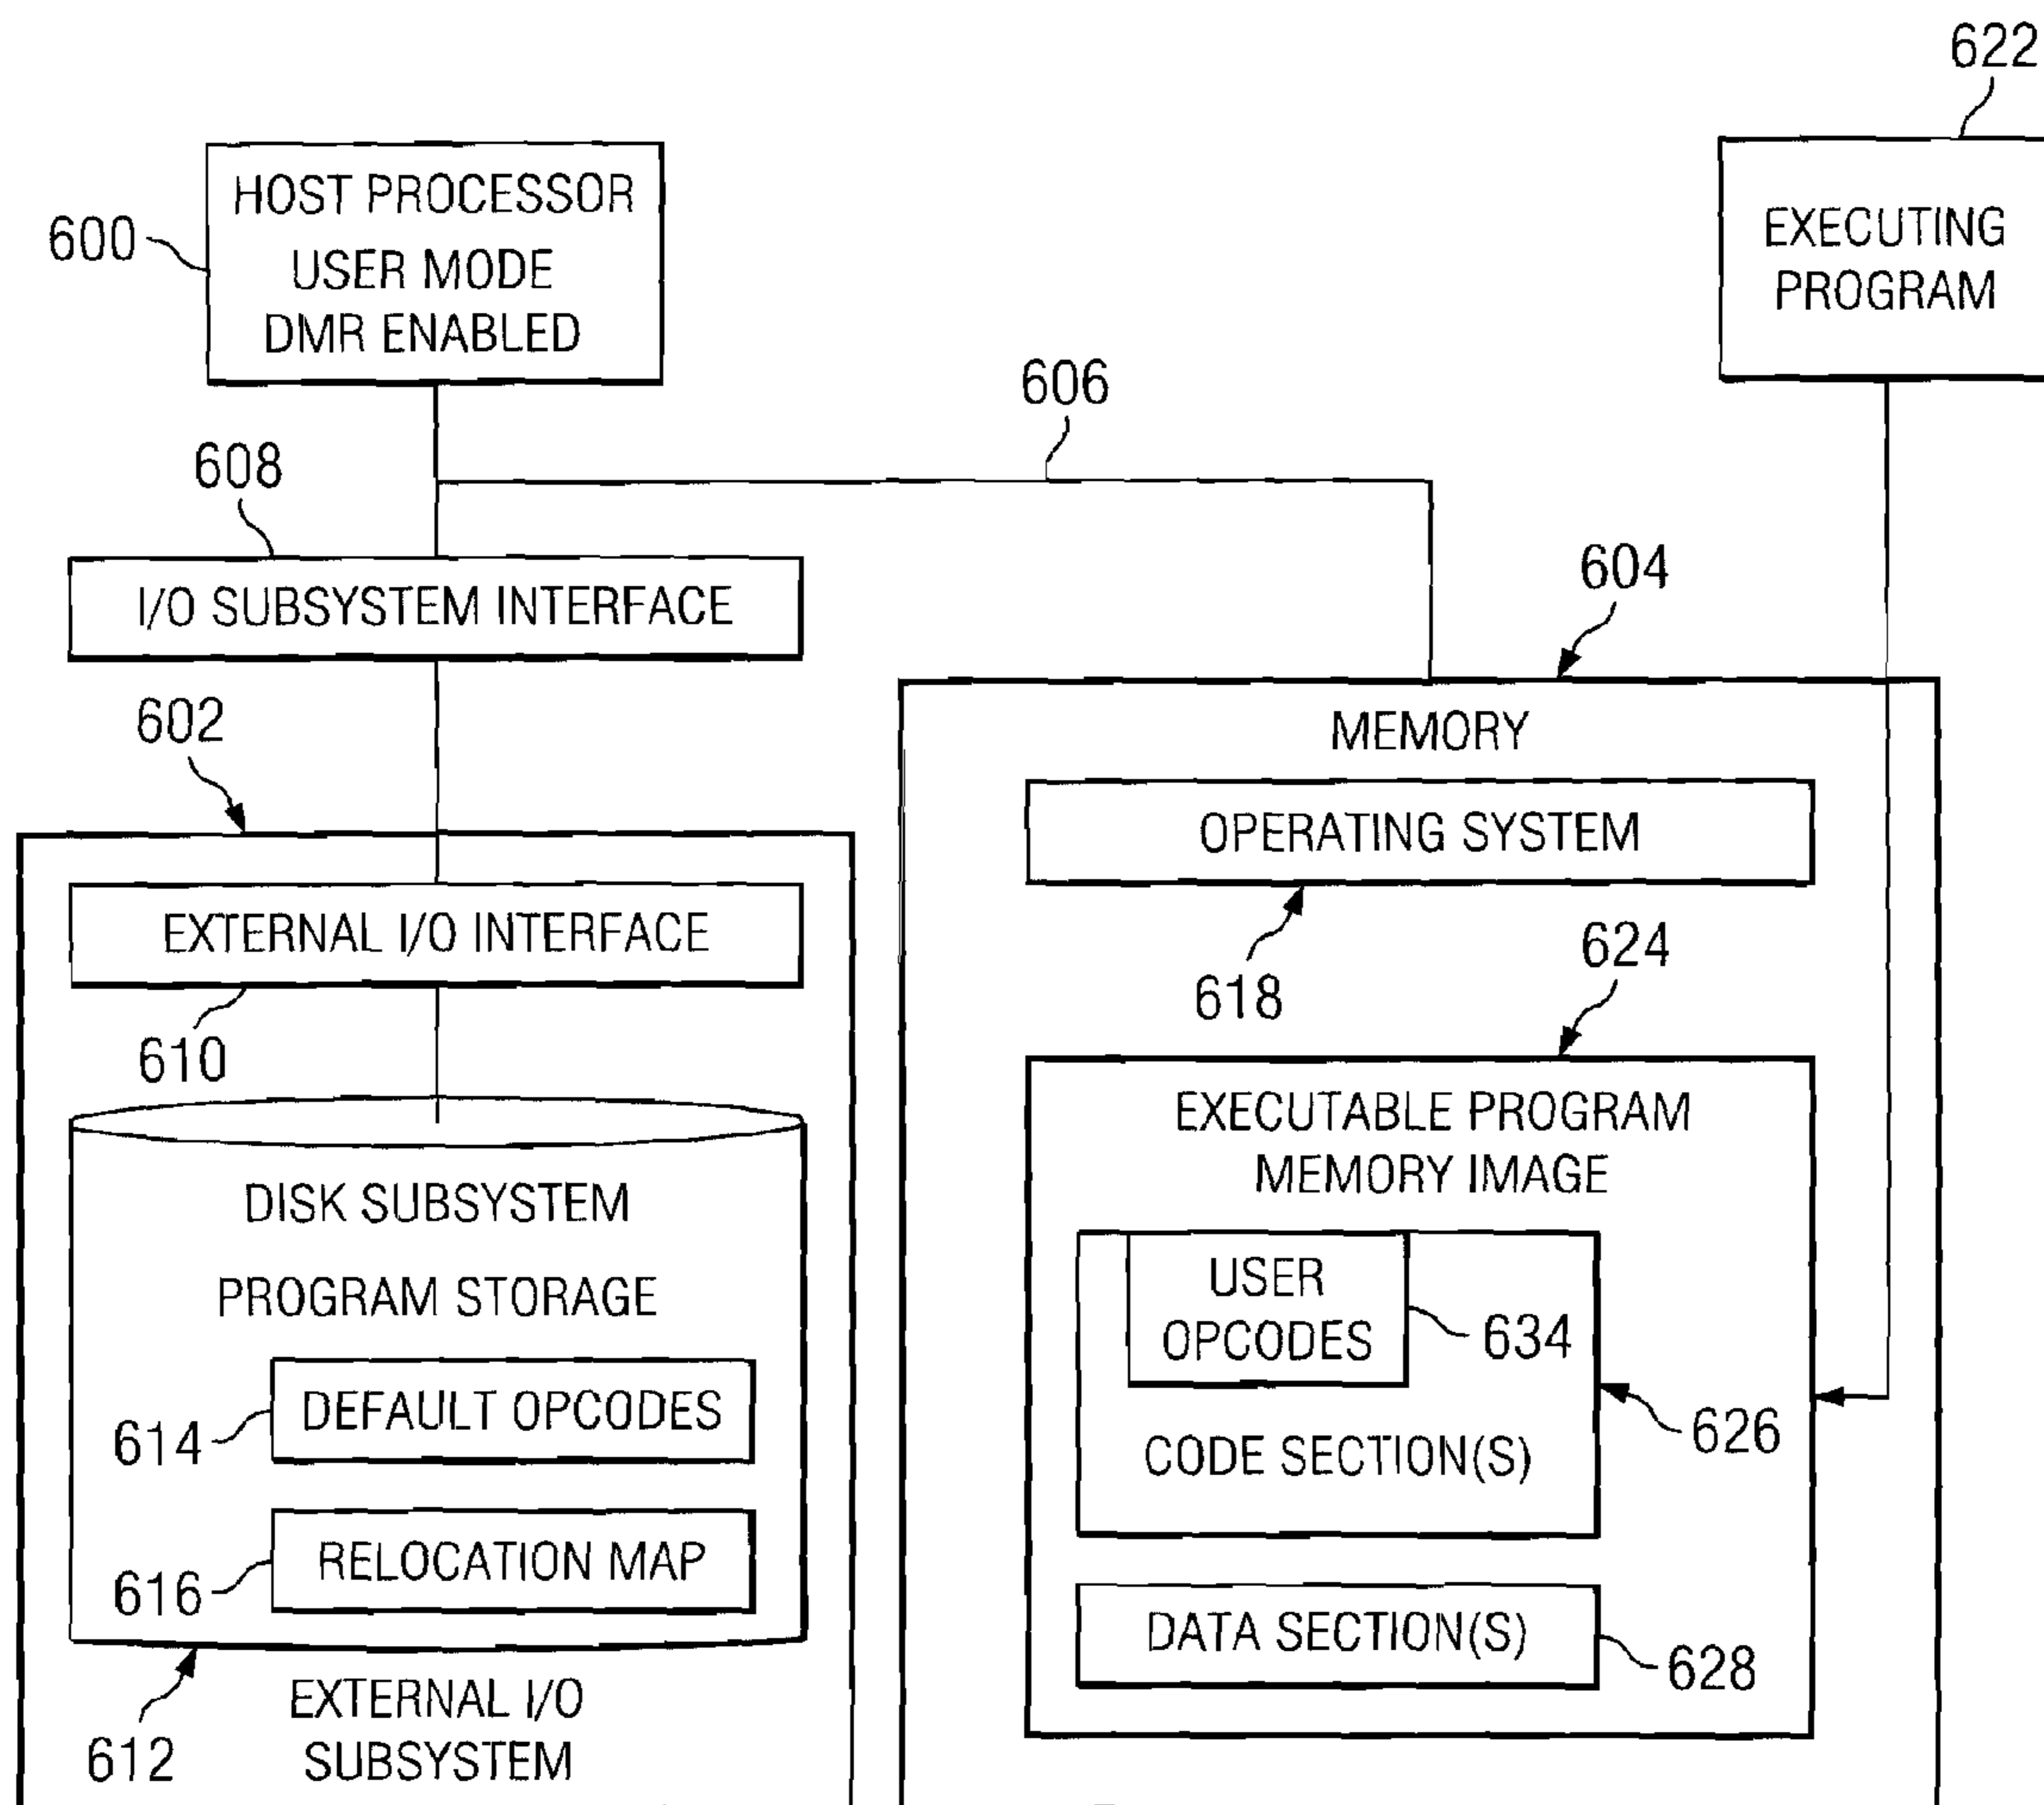 622
HOST PROCESSOR
USER MODE
DMR ENABLED
600
EXECUTING
PROGRAM
606
608
I/O SUBSYSTEM INTERFACE
604
602
MEMORY
OPERATING SYSTEM
EXTERNAL I/O INTERFACE
618
624
610
EXECUTABLE PROGRAM
MEMORY IMAGE
DISK SUBSYSTEM
PROGRAM STORAGE
USER
OPCODES
634
DEFAULT OPCODES
614
626
CODE SECTION(S)
RELOCATION MAP
616
DATA SECTION(S)
628
EXTERNAL I/O
SUBSYSTEM
612